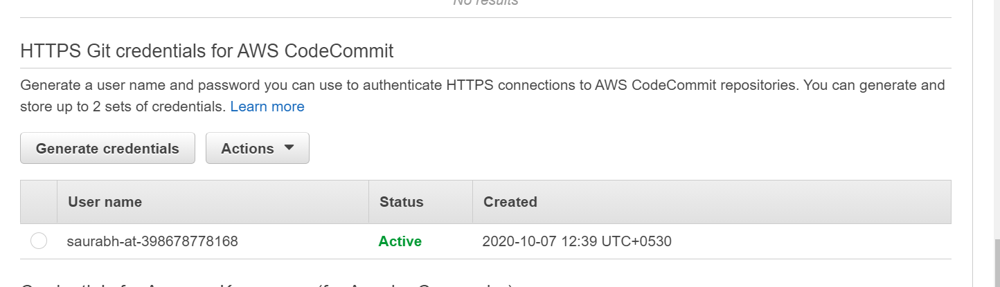 No results
HTTPS Git credentials for AWS CodeCommit
Generate a user name and password you can use to authenticate HTTPS connections to AWS CodeCommit repositories. You can generate and
store up to 2 sets of credentials. Learn more
Generate credentials Actions
User name Status Created
saurabh-at-398678778168 Active 2020-10-07 12:39 UTC+0530